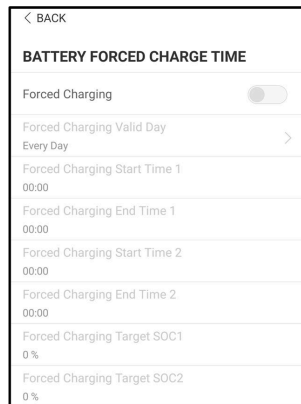 < BACK
BATTERY FORCED CHARGE TIME
Forced Charging
Forced Charging Valid Day
Every Day
Forced Charging Start Time 1
00:00
Forced Charging End Time 1
00:00
Forced Charging Start Time 2
00:00
Forced Charging End Time 2
00:00
Forced Charging Target SOC1
0 %
Forced Charging Target SOC2
0 %